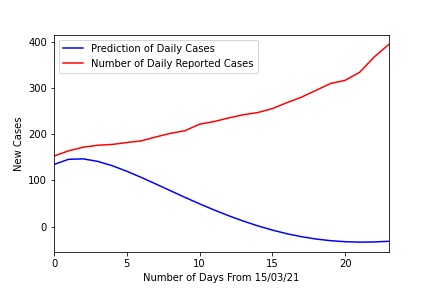 400
300
200
100
0
New Cases
Prediction of Daily Cases
Number of Daily Reported Cases
0 5 10 15 20
Number of Days From 15/03/21